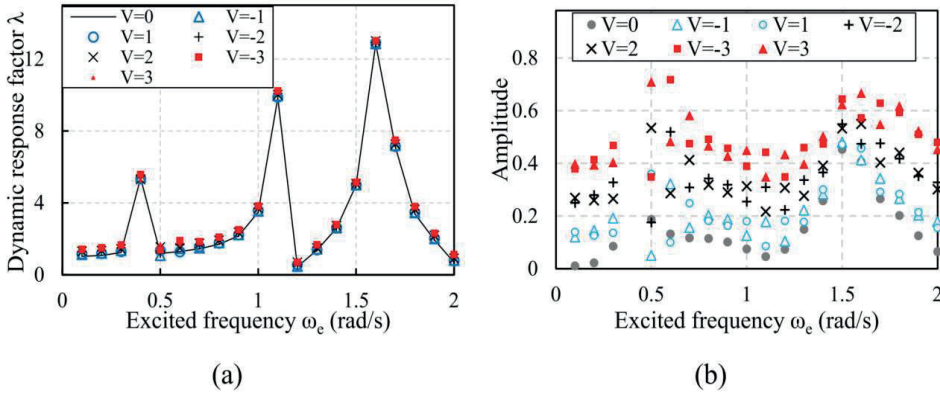 V=0 V=-1
V=1 V=-2
V=2 V=-3
V=3
Dynamic response factor λ
0
4
8
12
0 0.5 1 1.5 2
Excited frequency ωe (rad/s)
(a)
V=0 V=-1 V=1 V=-2
V=2 V=-3 V=3
Amplitude
0.8
0.6
0.4
0.2
0
0 0.5 1 1.5 2
Excited frequency ωe (rad/s)
(b)